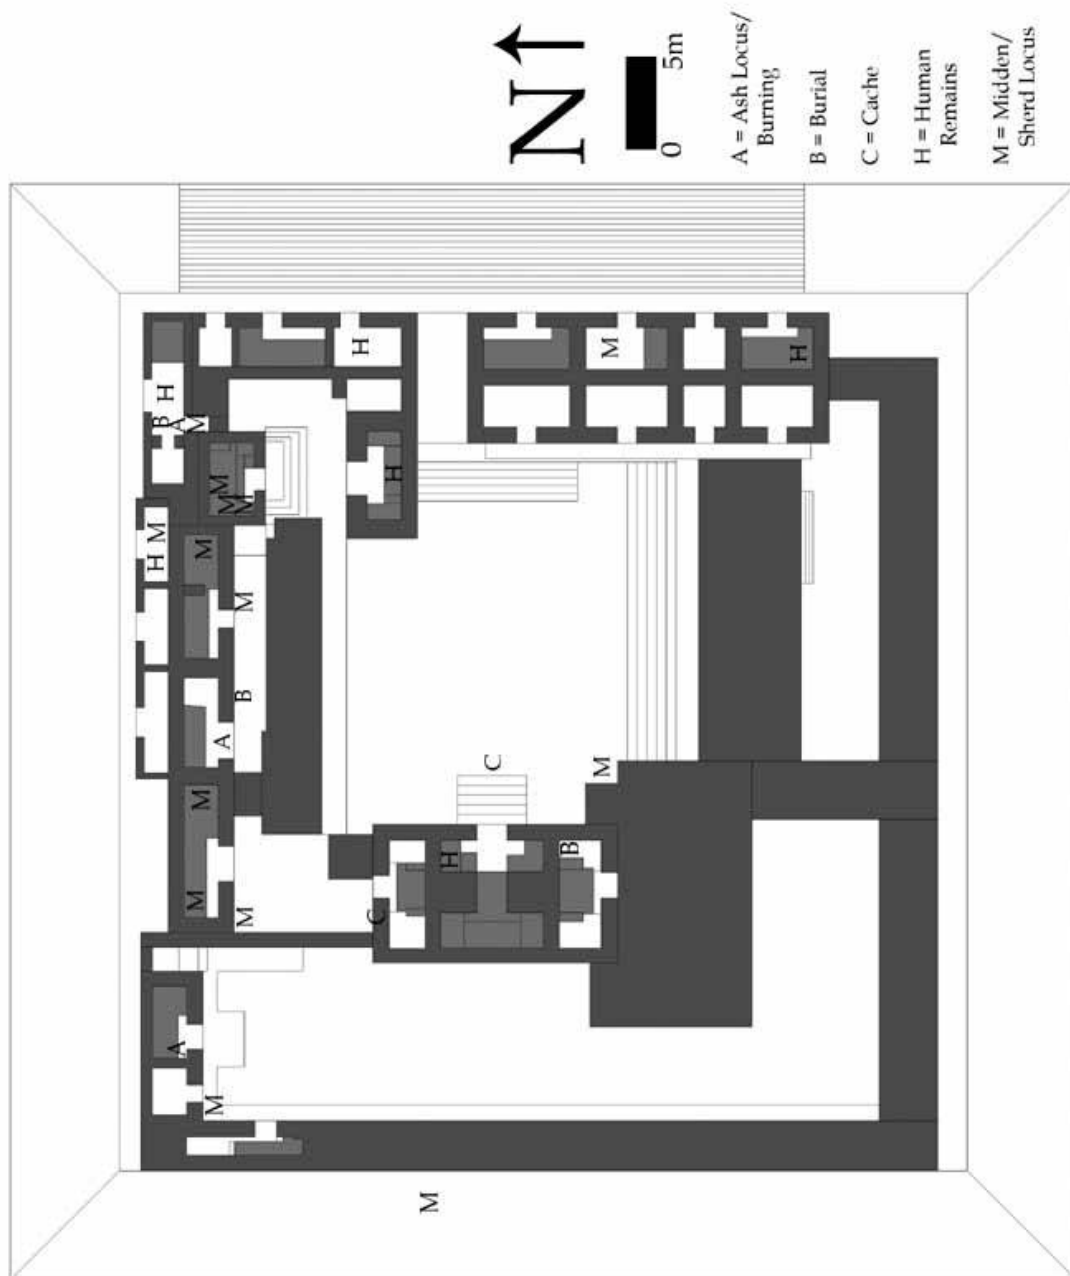 H M B H
A A
M M
M M
M M
A M
M B M M
H
C H
M
H
C
B
M M
H
N
0 5m
A = Ash Locus/
Burning
B = Burial
C = Cache
H = Human
Remains
M = Midden/
Sherd Locus